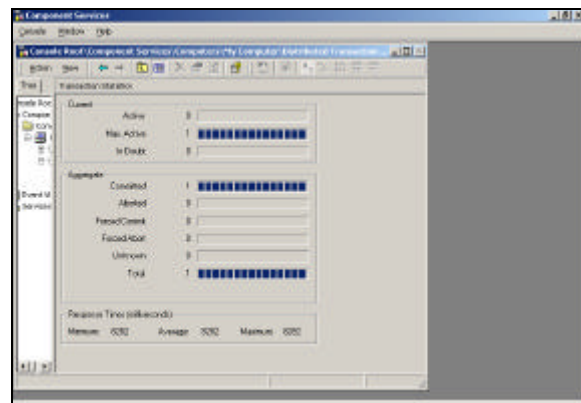 Component Services
Console Window Help
Console Root\Component Services\Computers\My Computer\Distributed Transaction ...
Action View
Tree
Transaction Statistics
Current
Active 0
Max. Active 1
In Doubt 0
Aggregate
Committed 1
Aborted 0
Forced Commit 0
Forced Abort 0
Unknown 0
Total 1
Response Times (milliseconds)
Minimum: Average: Maximum: